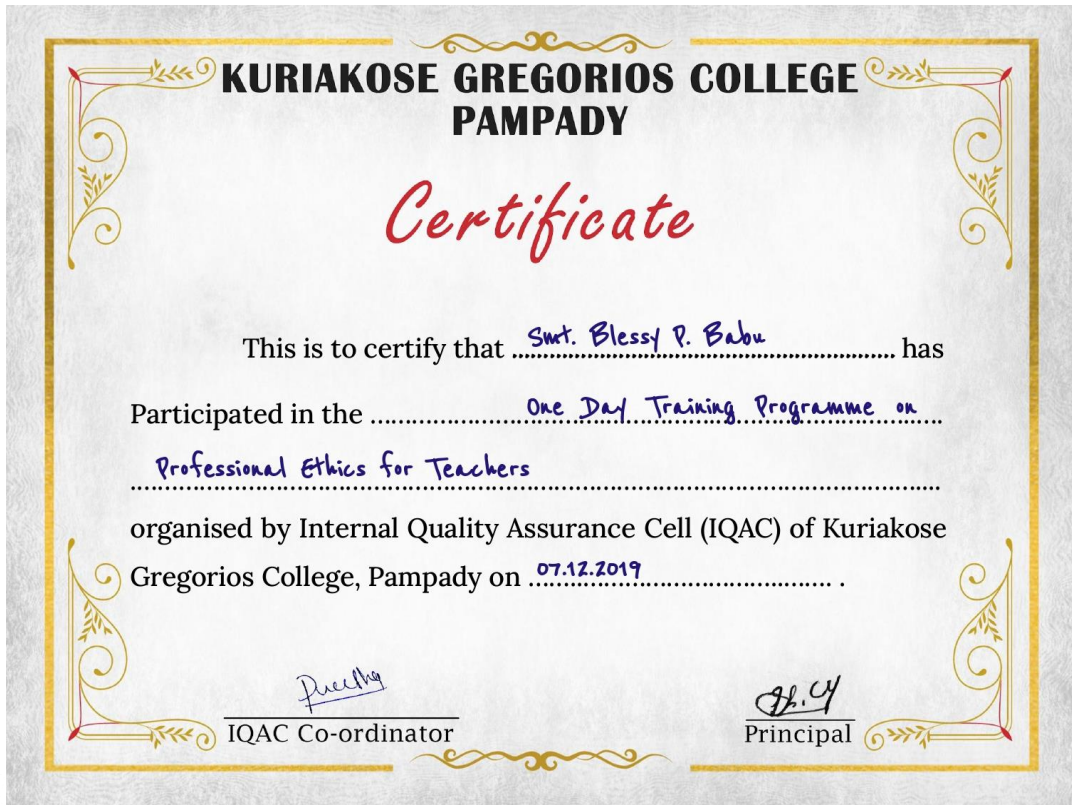 KURIAKOSE GREGORIOS COLLEGE
PAMPADY
Certificate
This is to certify that Smt. Blessy P. Babu has
Participated in the One Day Training Programme on
Professional Ethics for Teachers
organised by Internal Quality Assurance Cell (IQAC) of Kuriakose
Gregorios College, Pampady on 07.12.2019 .
IQAC Co-ordinator
Principal